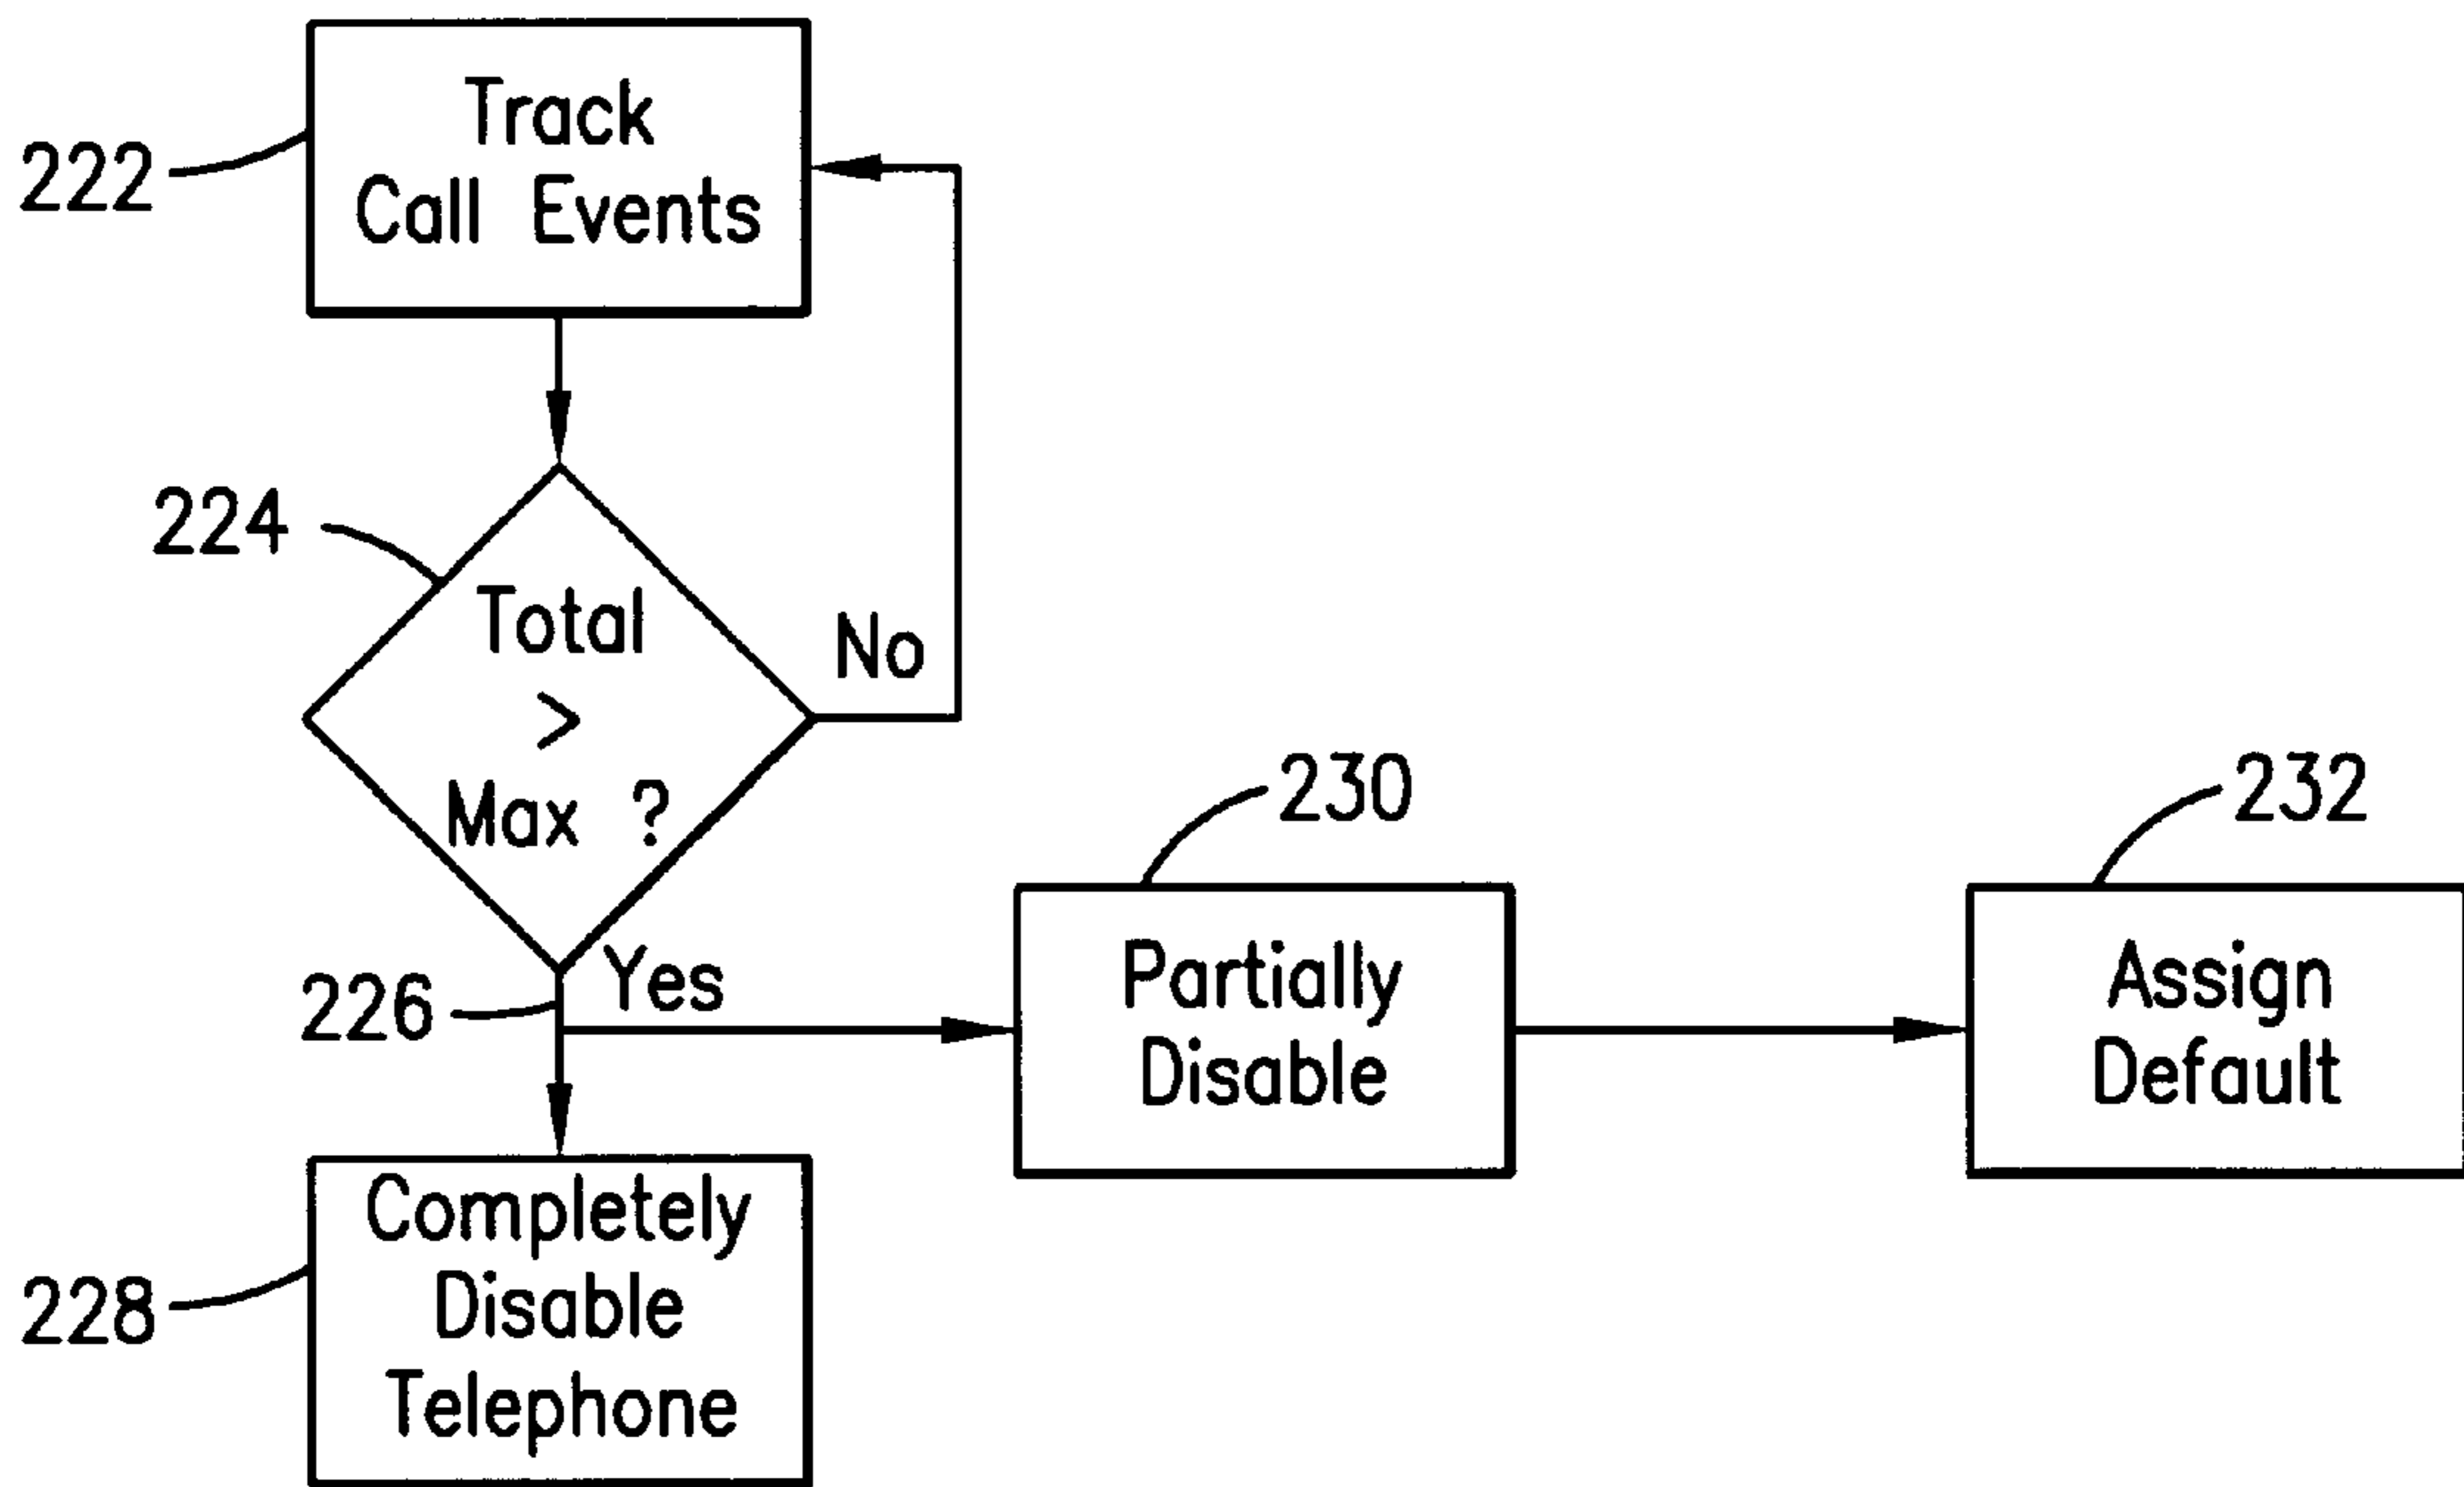 Track
Call Events
222
224
Total
>
Max ?
No
Yes
226
230
Partially
Disable
232
Assign
Default
Completely
Disable
Telephone
228